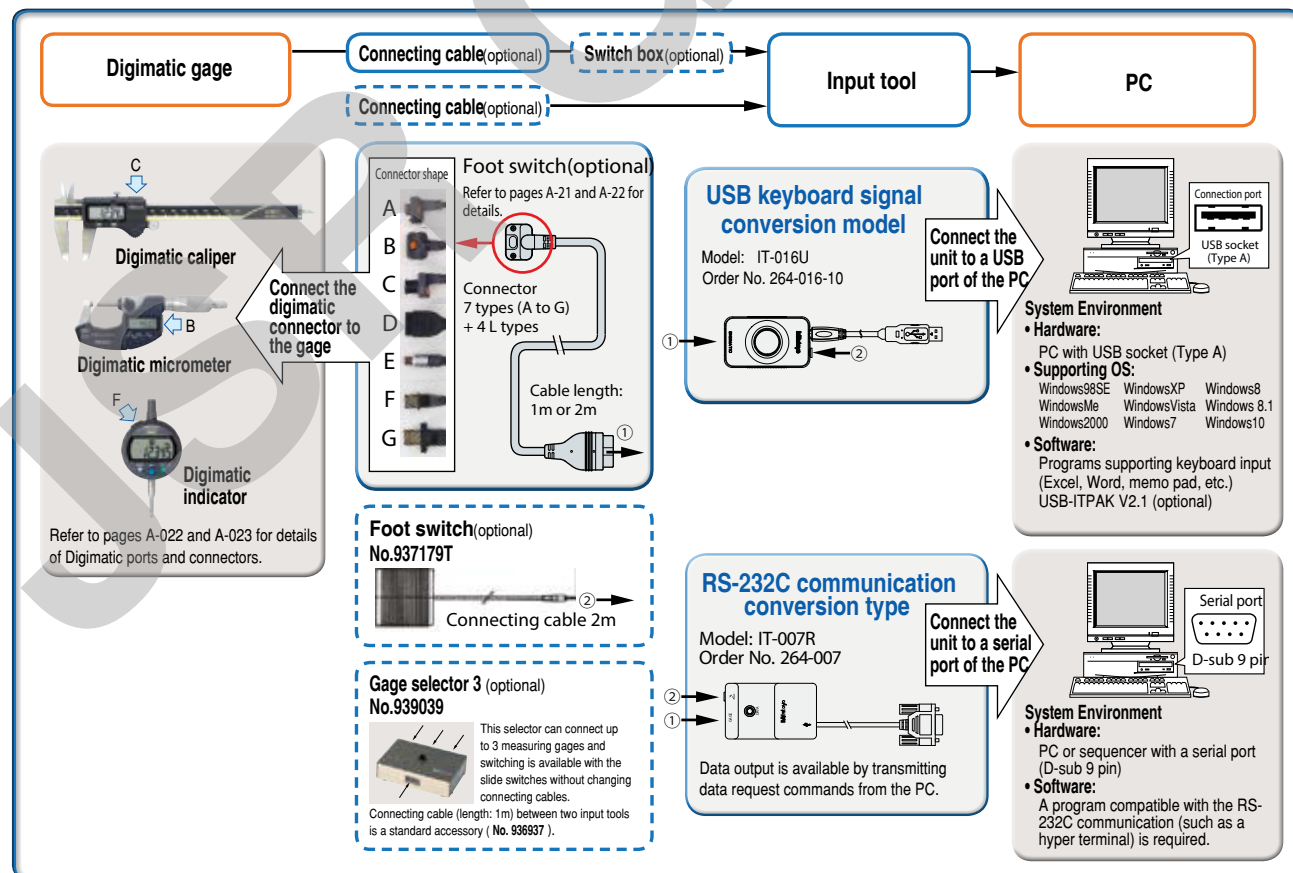 Digimatic gage
Connecting cable(optional)
Switch box(optional)
Input tool
PC
Connecting cable(optional)
C
Digimatic caliper
B
Digimatic micrometer
F
Digimatic
indicator
Refer to pages A-022 and A-023 for details
of Digimatic ports and connectors.
Connect the
digimatic
connector to
the gage
Connector shape
A
B
C
D
E
F
G
Foot switch(optional)
Refer to pages A-21 and A-22 for
details.
Connector
7 types (A to G)
+ 4 L types
Cable length:
1m or 2m
①
Foot switch(optional)
No.937179T
②
Connecting cable 2m
Gage selector 3 (optional)
No.939039
This selector can connect up
to 3 measuring gages and
switching is available with the
slide switches without changing
connecting cables.
Connecting cable (length: 1m) between two input tools
is a standard accessory ( No. 936937 ).
USB keyboard signal
conversion model
Model: IT-016U
Order No. 264-016-10
①
Mitutoyo
②
Connect the
unit to a USB
port of the PC
Connection port
USB socket
(Type A)
System Environment
• Hardware:
PC with USB socket (Type A)
• Supporting OS:
Windows98SE WindowsXP Windows8
WindowsMe WindowsVista Windows 8.1
Windows2000 Windows7 Windows10
• Software:
Programs supporting keyboard input
(Excel, Word, memo pad, etc.)
USB-ITPAK V2.1 (optional)
RS-232C communication
conversion type
Model: IT-007R
Order No. 264-007
②
①
Mitutoyo
Data output is available by transmitting
data request commands from the PC.
Connect the
unit to a serial
port of the PC
Serial port
D-sub 9 pin
System Environment
• Hardware:
PC or sequencer with a serial port
(D-sub 9 pin)
• Software:
A program compatible with the RS-
232C communication (such as a
hyper terminal) is required.